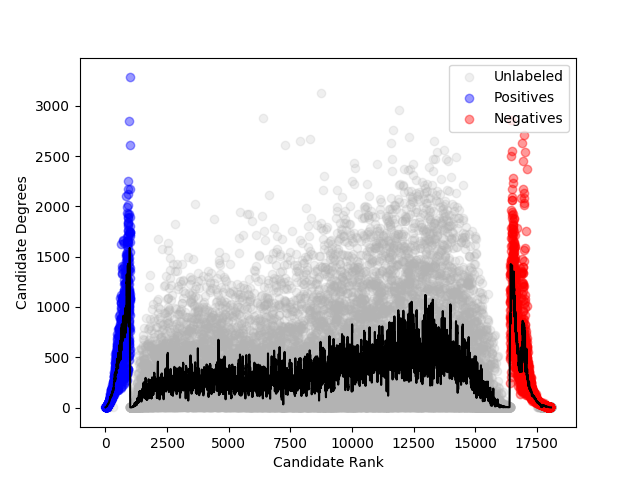 Unlabeled
Positives
Negatives
3000
2500
2000
1500
1000
500
0
Candidate Degrees
0 2500 5000 7500 10000 12500 15000 17500
Candidate Rank